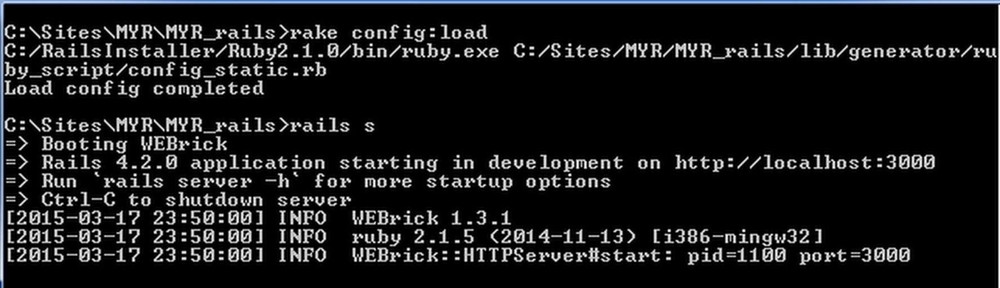 C:\Sites\MYR\MYR_rails>rake config:load
C:/RailsInstaller/Ruby2.1.0/bin/ruby.exe C:/Sites/MYR/MYR_rails/lib/generator/ru
by_script/config_static.rb
Load config completed
C:\Sites\MYR\MYR_rails>rails s
=> Booting WEBrick
=> Rails 4.2.0 application starting in development on http://localhost:3000
=> Run `rails server -h` for more startup options
=> Ctrl-C to shutdown server
[2015-03-17 23:50:00] INFO  WEBrick 1.3.1
[2015-03-17 23:50:00] INFO  ruby 2.1.5 (2014-11-13) [i386-mingw32]
[2015-03-17 23:50:00] INFO  WEBrick::HTTPServer#start: pid=1100 port=3000